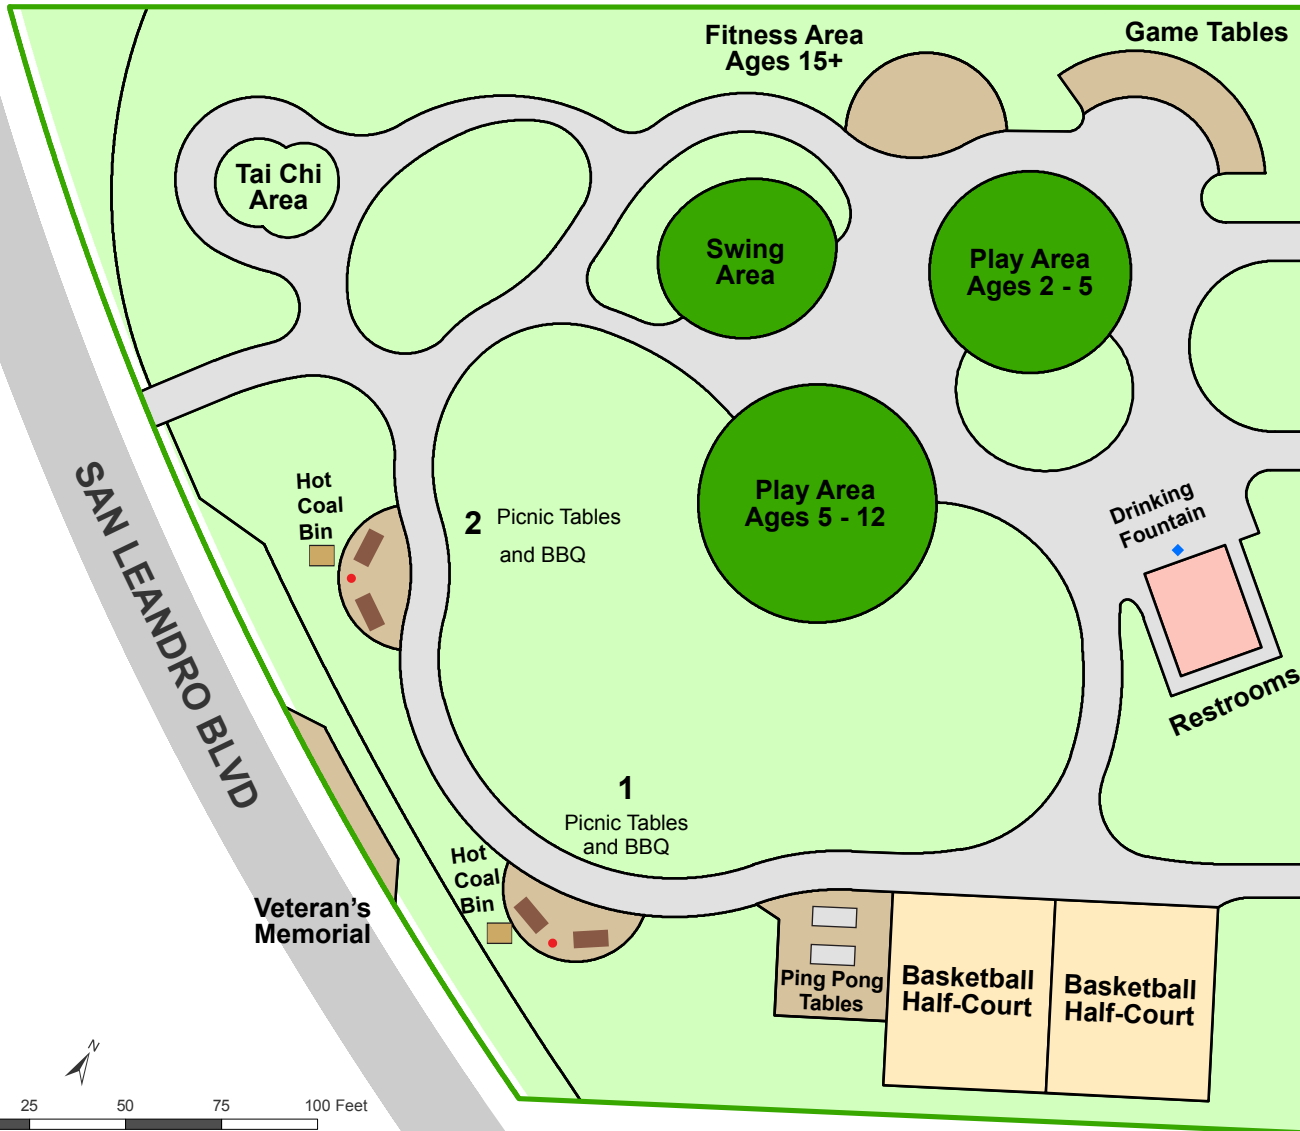 Fitness Area
Ages 15+
Game Tables
Tai Chi
Area
Swing
Area
Play Area
Ages 2 - 5
Hot
Coal
Bin
2
Picnic Tables
and BBQ
Play Area
Ages 5 - 12
Drinking
Fountain
Restrooms
SAN LEANDRO BLVD
1
Picnic Tables
and BBQ
Hot
Coal
Bin
Veteran's
Memorial
Ping Pong
Tables
Basketball
Half-Court
Basketball
Half-Court
N
25 50 75 100 Feet